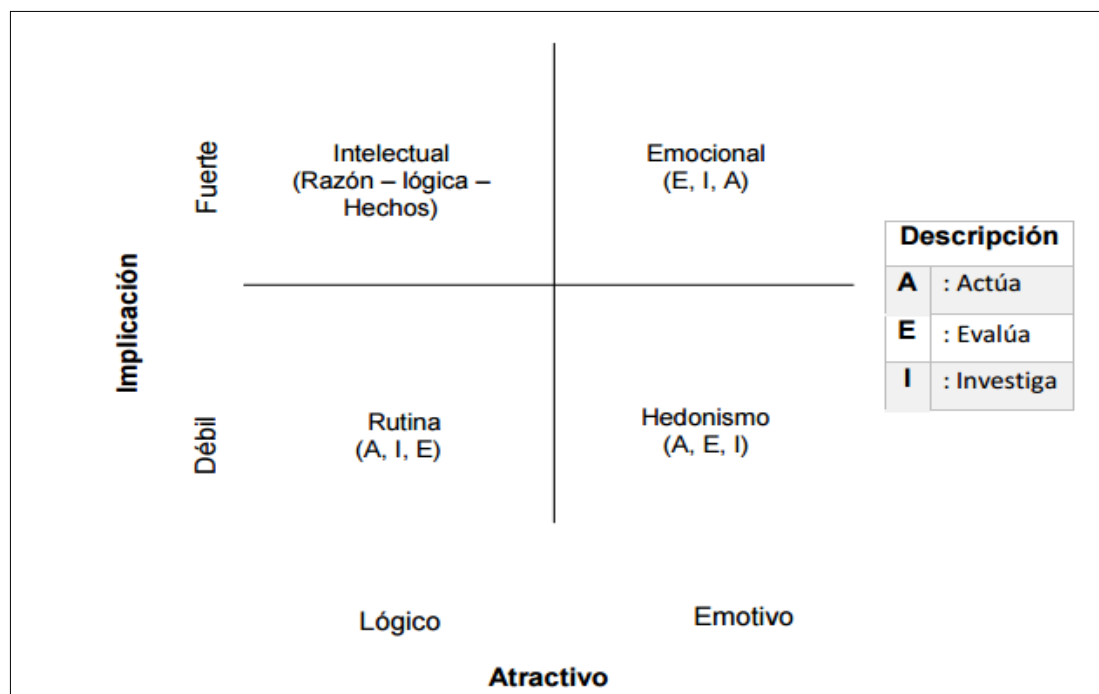 Fuerte
Intelectual
(Razón – lógica –
Hechos)
Emocional
(E, I, A)
Descripción
A : Actúa
E : Evalúa
I : Investiga
Implicación
Débil
Rutina
(A, I, E)
Hedonismo
(A, E, I)
Lógico
Emotivo
Atractivo